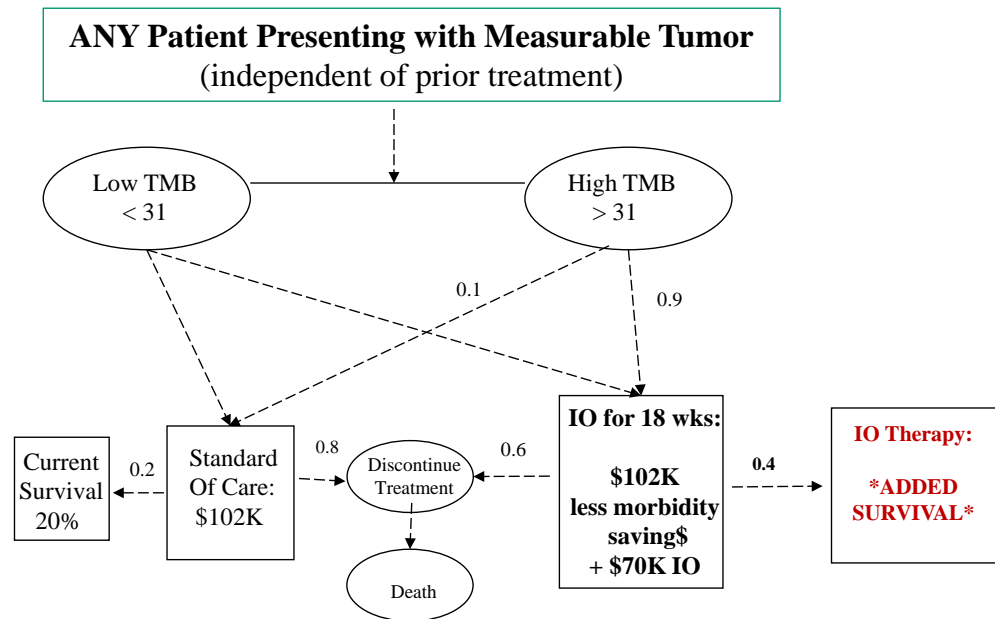 ANY Patient Presenting with Measurable Tumor
(independent of prior treatment)
Low TMB
< 31
High TMB
> 31
0.1
0.9
Current
Survival
20%
0.2
Standard
Of Care:
$102K
0.8
Discontinue
Treatment
0.6
IO for 18 wks:
$102K
less morbidity
saving$
+ $70K IO
0.4
IO Therapy:
*ADDED
SURVIVAL*
Death